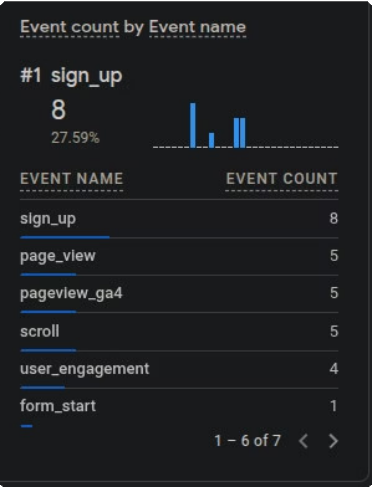 Event count by Event name
#1 sign_up
8
27.59%
EVENT NAME EVENT COUNT
sign_up 8
page_view 5
pageview_ga4 5
scroll 5
user_engagement 4
form_start 1
1 – 6 of 7